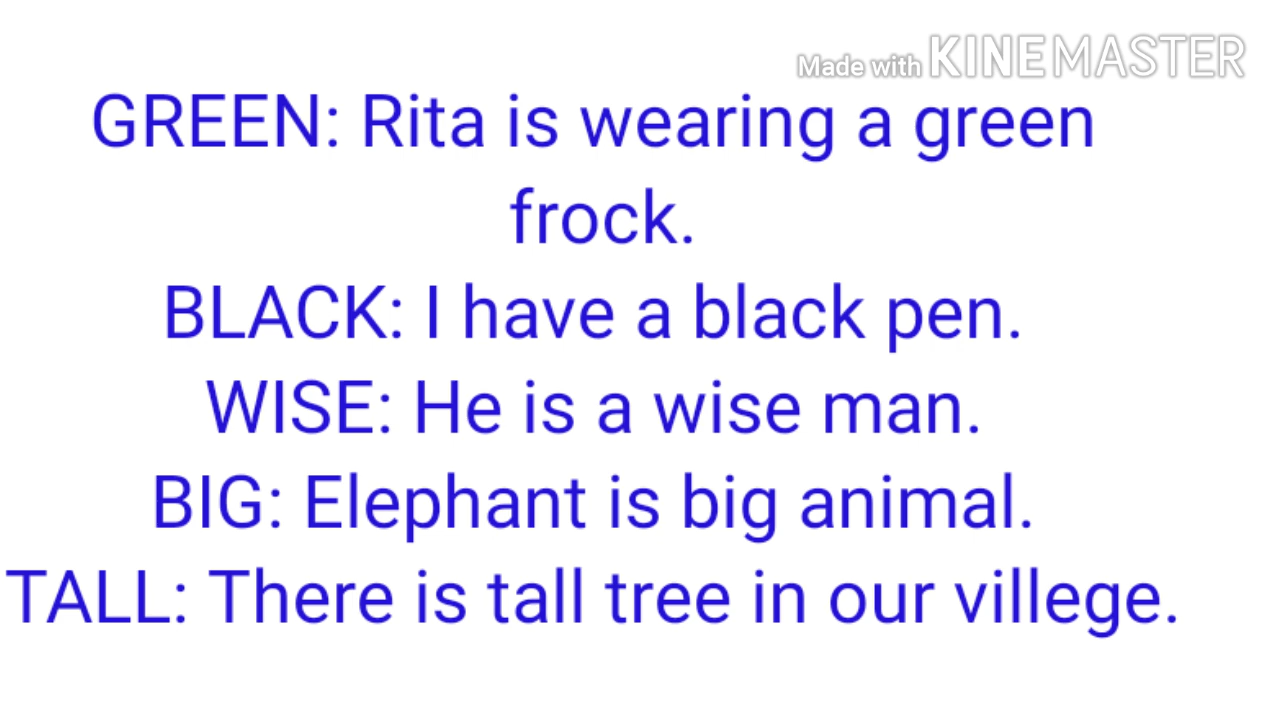 Made with KINEMASTER
GREEN: Rita is wearing a green
frock.
BLACK: I have a black pen.
WISE: He is a wise man.
BIG: Elephant is big animal.
TALL: There is tall tree in our villege.